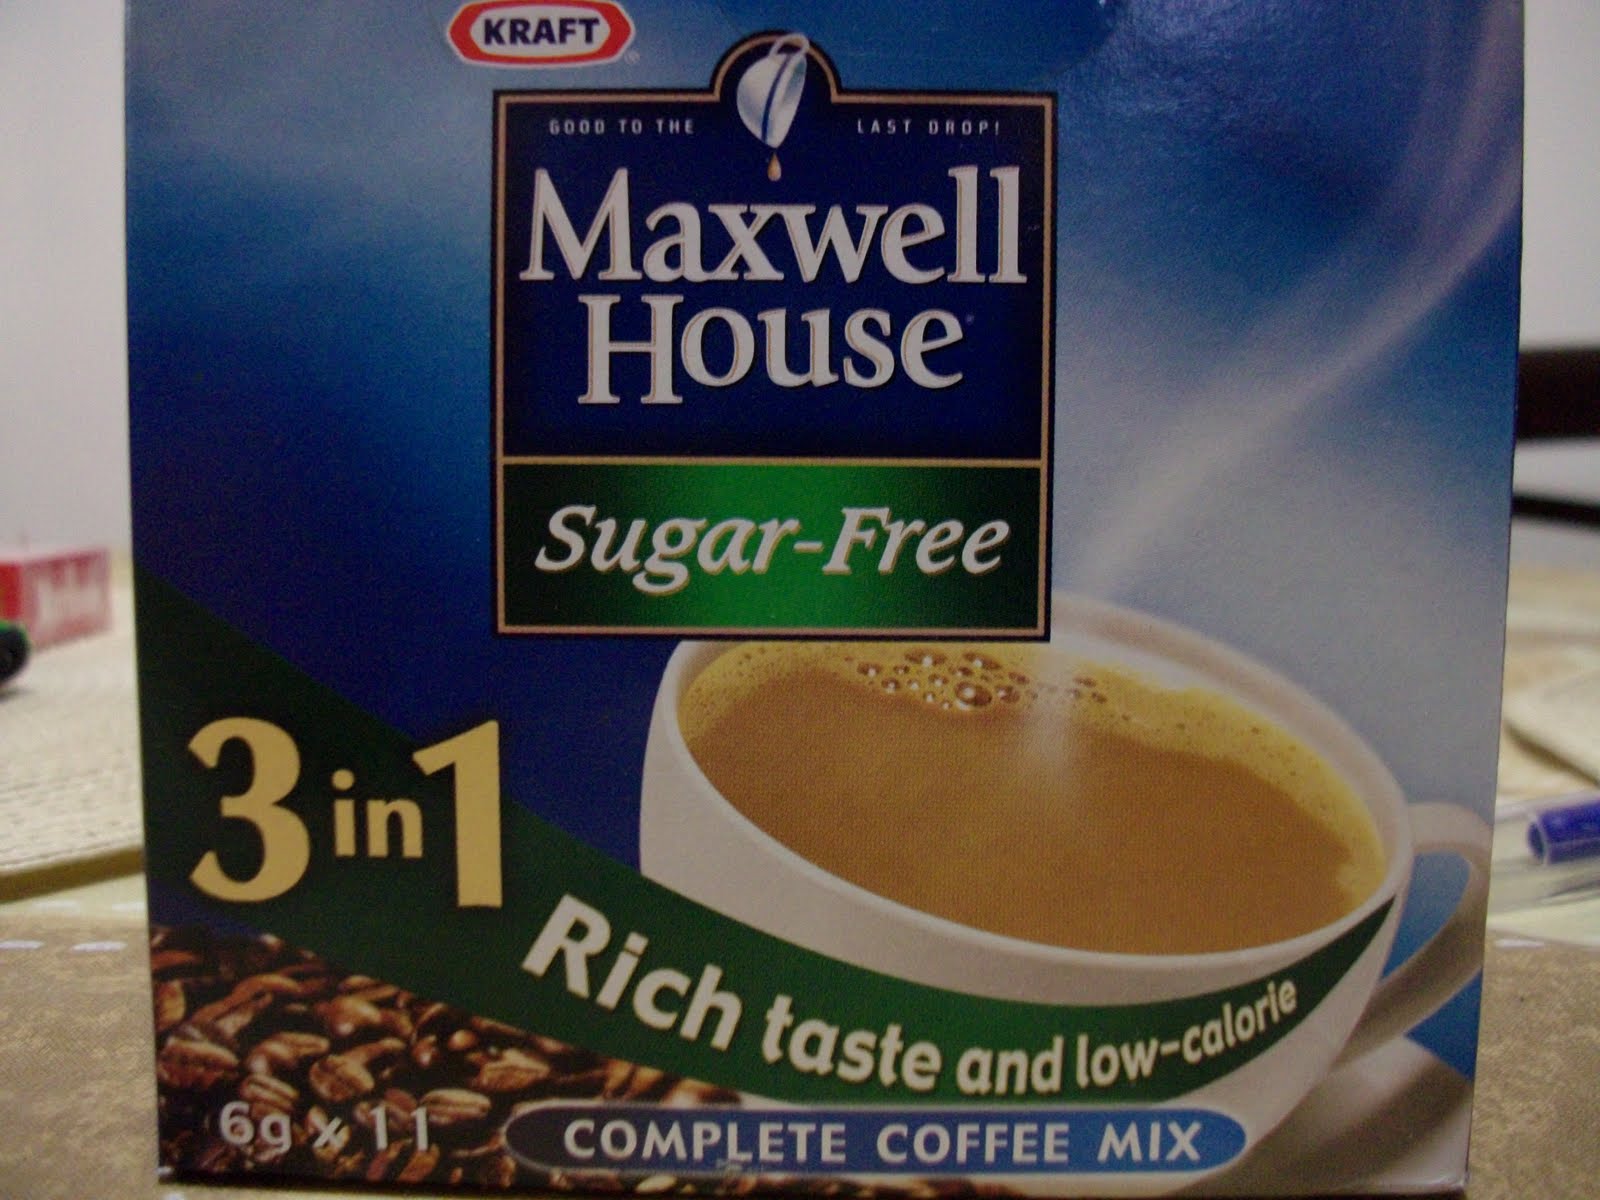 KRAFT
GOOD TO THE LAST DROP!
Maxwell
House
Sugar-Free
3 in 1
Rich taste and low-calorie
6g x 11
COMPLETE COFFEE MIX